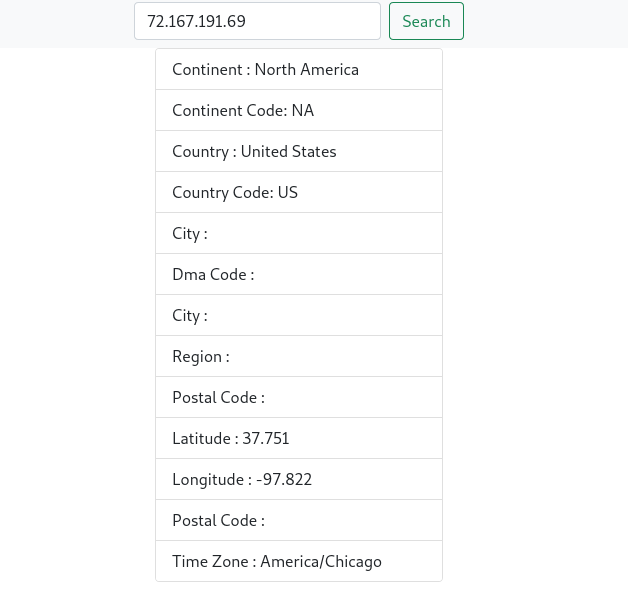 72.167.191.69
Search
Continent : North America
Continent Code: NA
Country : United States
Country Code: US
City :
Dma Code :
City :
Region :
Postal Code :
Latitude : 37.751
Longitude : -97.822
Postal Code :
Time Zone : America/Chicago